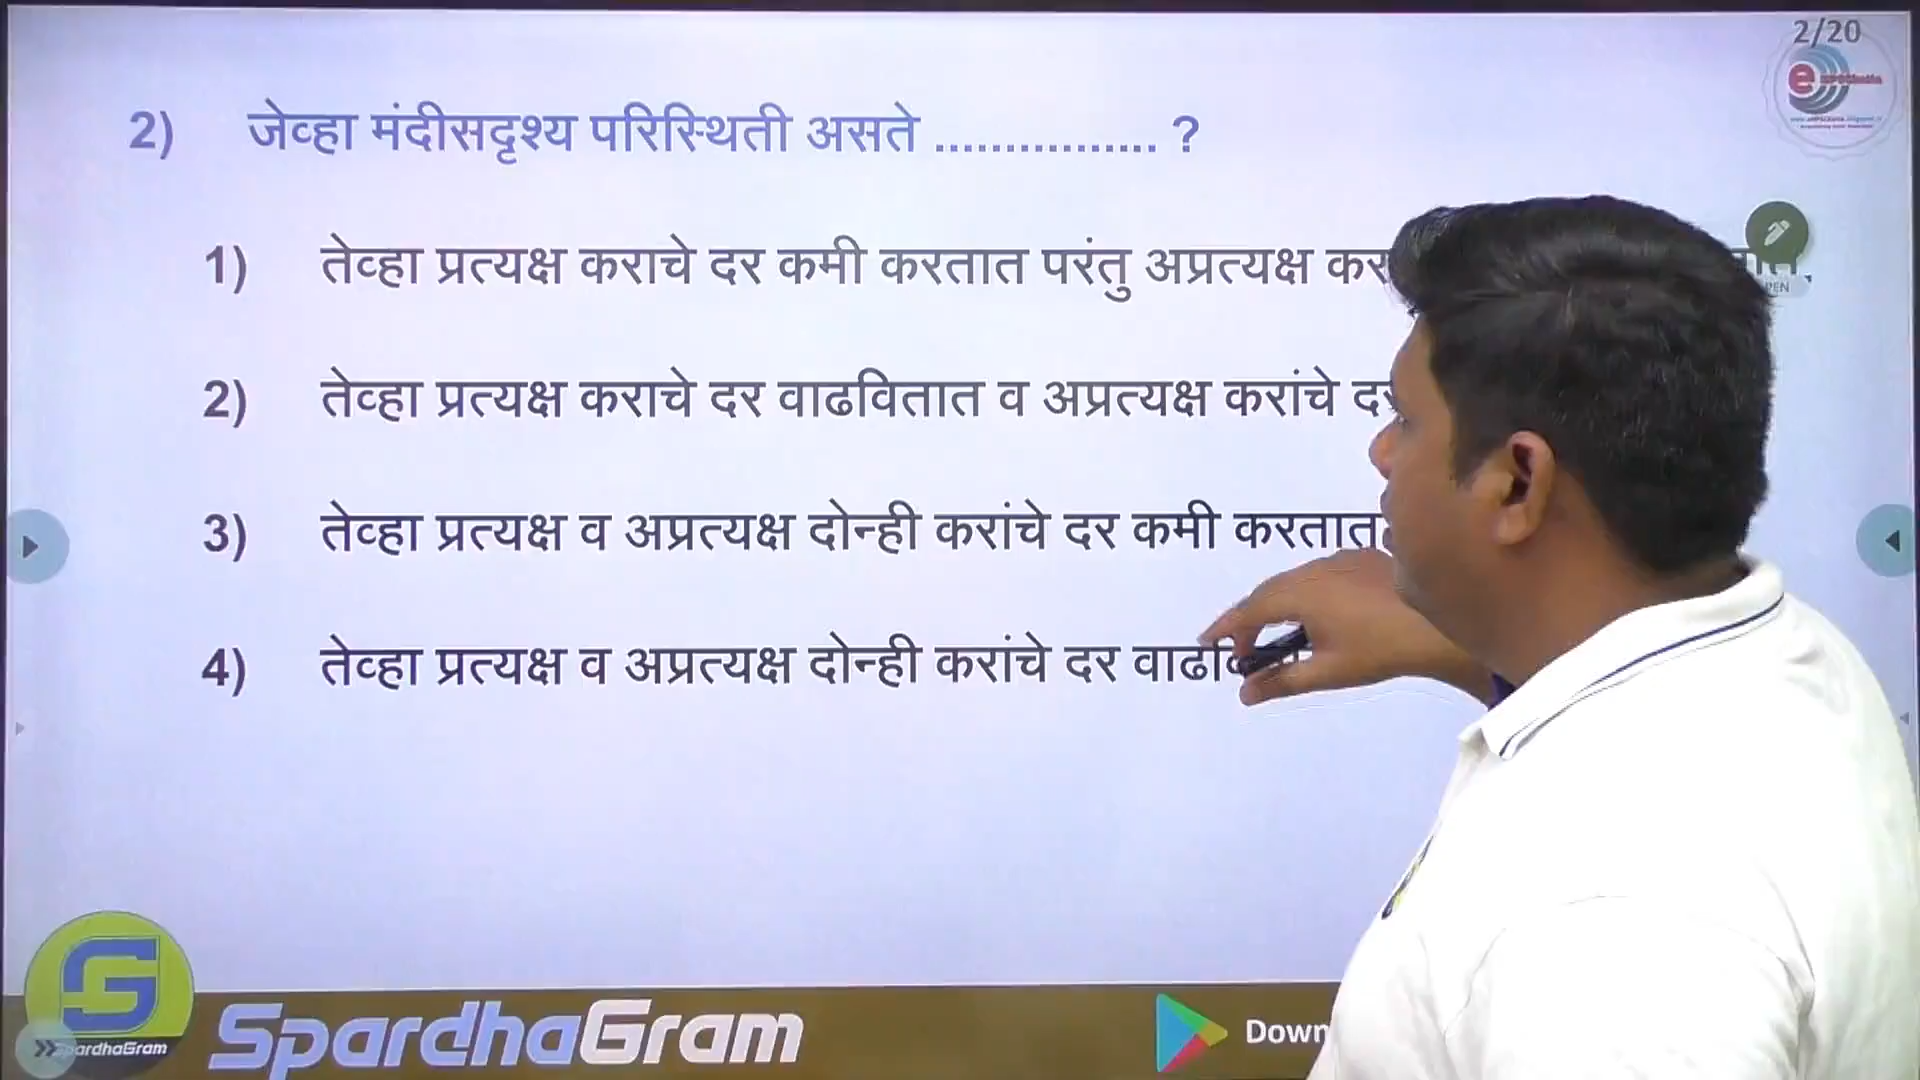 2/20
2) जेव्हा मंदीसदृश्य परिस्थिती असते ................ ?
1) तेव्हा प्रत्यक्ष कराचे दर कमी करतात परंतु अप्रत्यक्ष कर
PEN
2) तेव्हा प्रत्यक्ष कराचे दर वाढवितात व अप्रत्यक्ष करांचे दर
3) तेव्हा प्रत्यक्ष व अप्रत्यक्ष दोन्ही करांचे दर कमी करतात
4) तेव्हा प्रत्यक्ष व अप्रत्यक्ष दोन्ही करांचे दर
SpardhaGram
SpardhaGram